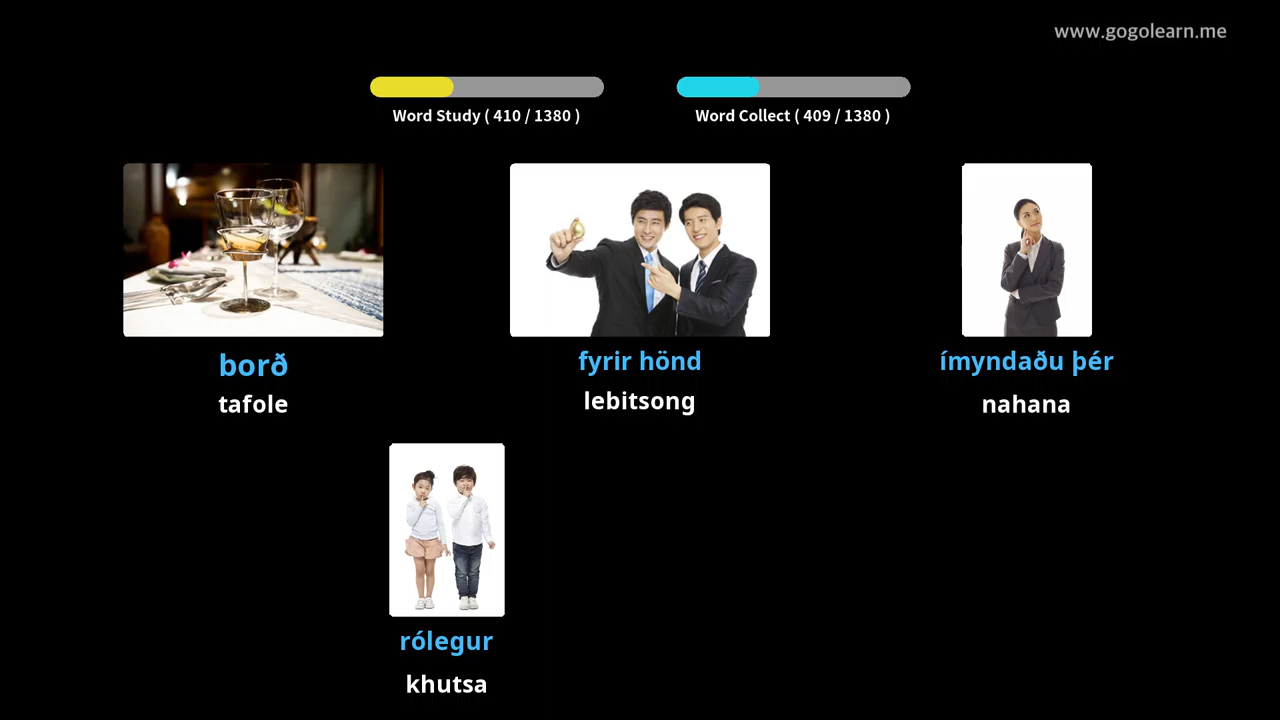 www.gogolearn.me
Word Study ( 410 / 1380 )
Word Collect ( 409 / 1380 )
borð
tafole
fyrir hönd
lebitsong
ímyndaðu þér
nahana
rólegur
khutsa